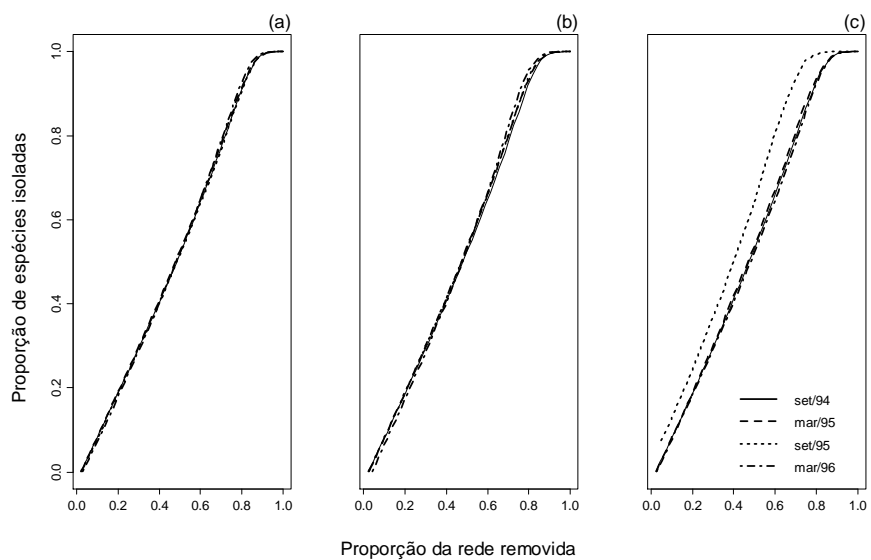 (a) (b) (c)
Proporção de espécies isoladas
1.0
0.8
0.6
0.4
0.2
0.0
set/94
mar/95
set/95
mar/96
0.0 0.2 0.4 0.6 0.8 1.0 0.0 0.2 0.4 0.6 0.8 1.0 0.0 0.2 0.4 0.6 0.8 1.0
Proporção da rede removida